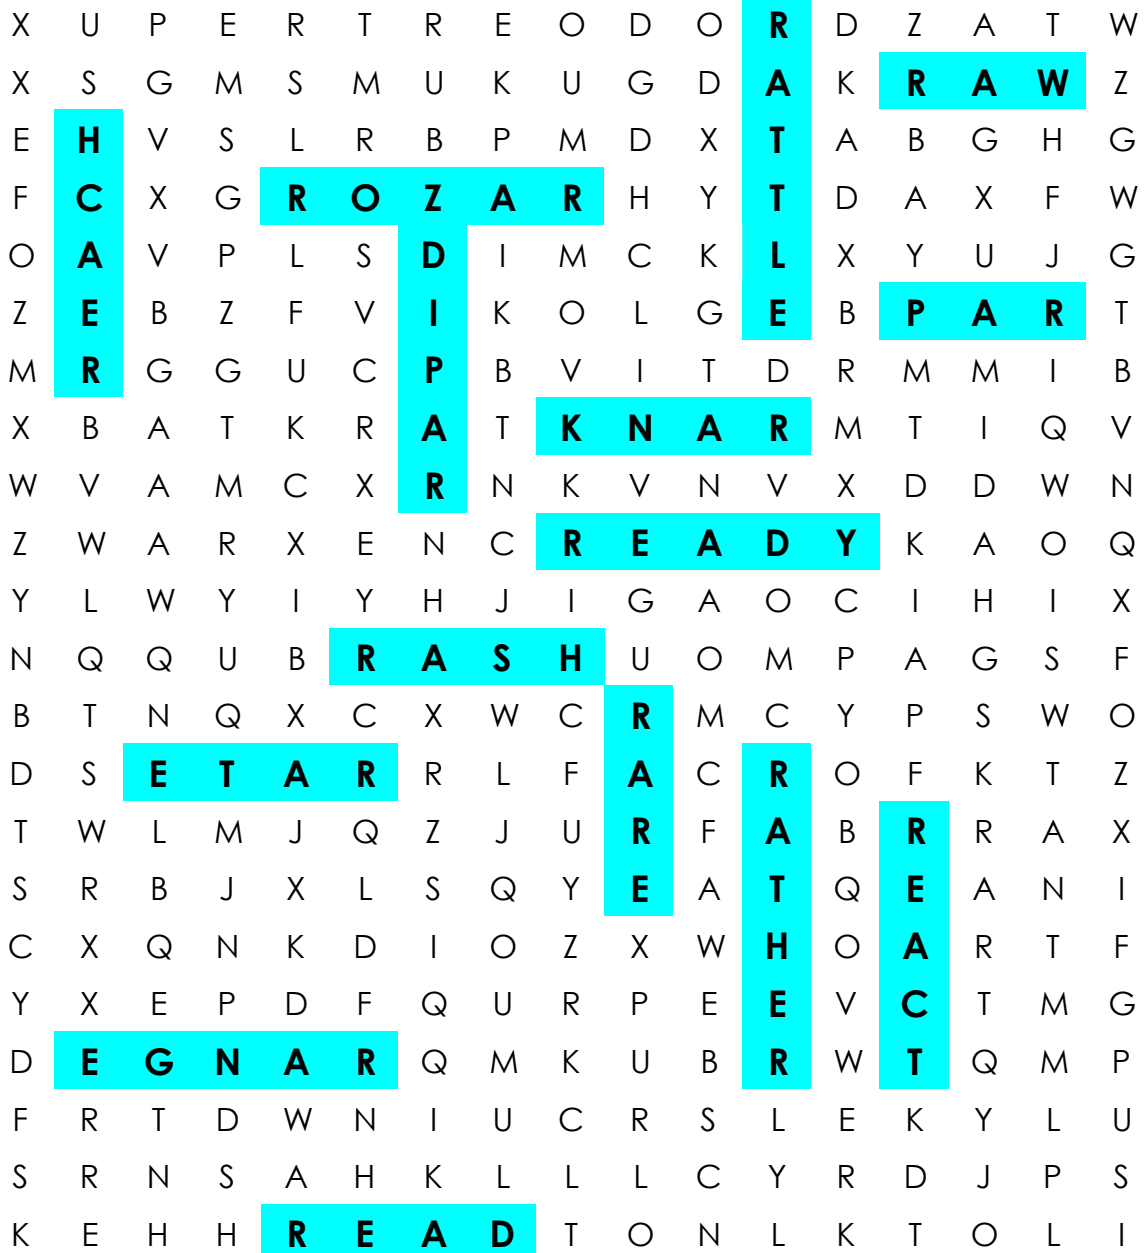 X U P E R T R E O D O R D Z A T W
X S G M S M U K U G D A K R A W Z
E H V S L R B P M D X T A B G H G
F C X G R O Z A R H Y T D A X F W
O A V P L S D I M C K L X Y U J G
Z E B Z F V I K O L G E B P A R T
M R G G U C P B V I T D R M M I B
X B A T K R A T K N A R M T I Q V
W V A M C X R N K V N V X D D W N
Z W A R X E N C R E A D Y K A O Q
Y L W Y I Y H J I G A O C I H I X
N Q Q U B R A S H U O M P A G S F
B T N Q X C X W C R M C Y P S W O
D S E T A R R L F A C R O F K T Z
T W L M J Q Z J U R F A B R R A X
S R B J X L S Q Y E A T Q E A N I
C X Q N K D I O Z X W H O A R T F
Y X E P D F Q U R P E E V C T M G
D E G N A R Q M K U B R W T Q M P
F R T D W N I U C R S L E K Y L U
S R N S A H K L L L C Y R D J P S
K E H H R E A D T O N L K T O L I